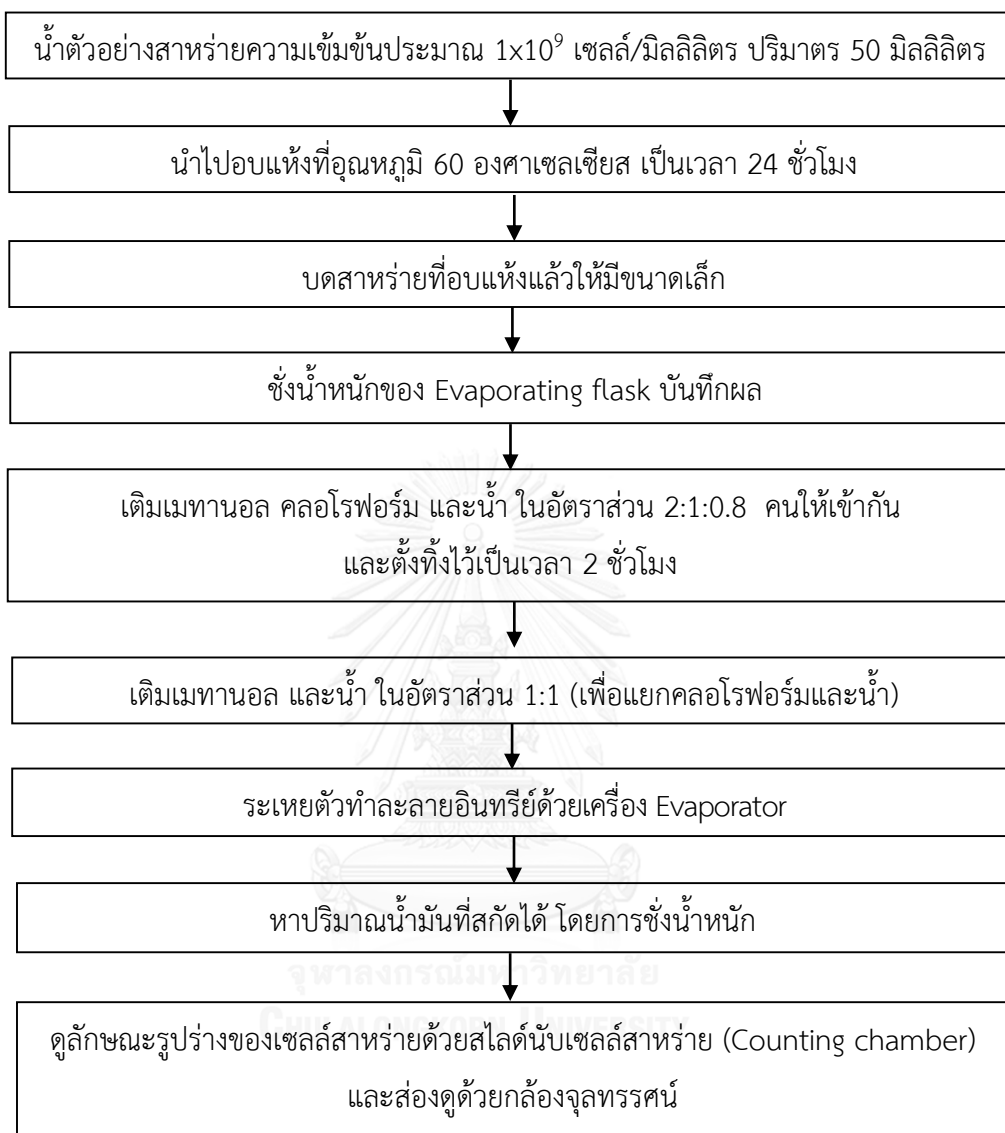 น้ำตัวอย่างสาหร่ายความเข้มข้นประมาณ 1x10⁹ เซลล์/มิลลิลิตร ปริมาตร 50 มิลลิลิตร
นำไปอบแห้งที่อุณหภูมิ 60 องศาเซลเซียส เป็นเวลา 24 ชั่วโมง
บดสาหร่ายที่อบแห้งแล้วให้มีขนาดเล็ก
ชั่งน้ำหนักของ Evaporating flask บันทึกผล
เติมเมทานอล คลอโรฟอร์ม และน้ำ ในอัตราส่วน 2:1:0.8 คนให้เข้ากัน
และตั้งทิ้งไว้เป็นเวลา 2 ชั่วโมง
เติมเมทานอล และน้ำ ในอัตราส่วน 1:1 (เพื่อแยกคลอโรฟอร์มและน้ำ)
ระเหยตัวทำละลายอินทรีย์ด้วยเครื่อง Evaporator
หาปริมาณน้ำมันที่สกัดได้ โดยการชั่งน้ำหนัก
จุฬาลงกรณ์มหาวิทยาลัย
CHULALONGKORN UNIVERSITY
ดูลักษณะรูปร่างของเซลล์สาหร่ายด้วยสไลด์นับเซลล์สาหร่าย (Counting chamber)
และส่องดูด้วยกล้องจุลทรรศน์